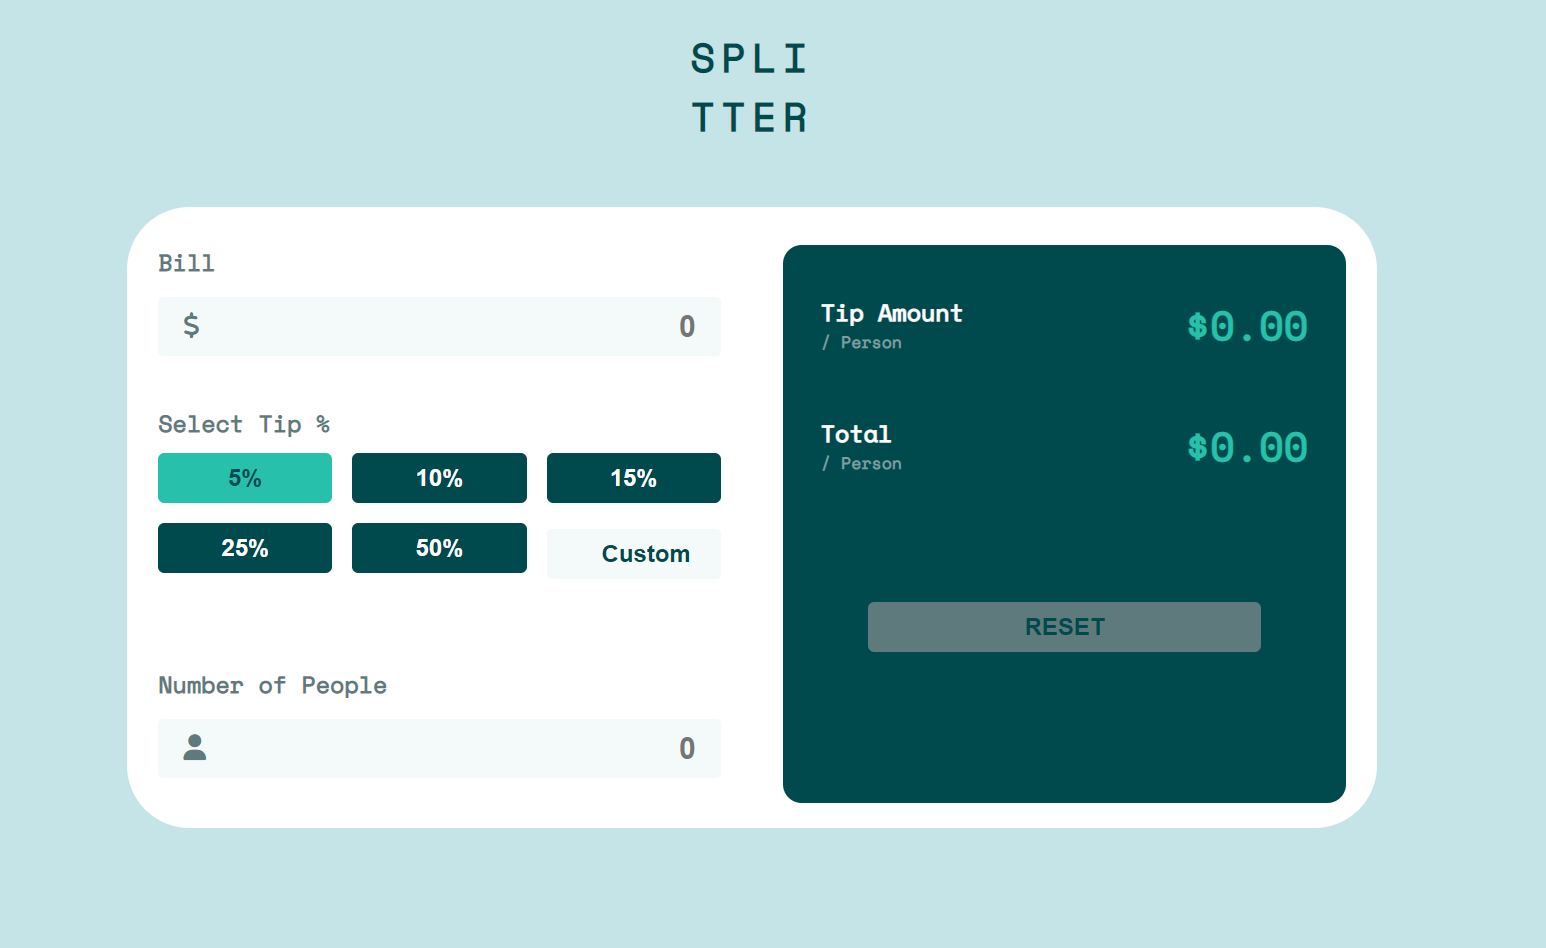 SPLI
TTER
Bill
$ 0
Select Tip %
5% 10% 15%
25% 50% Custom
Number of People
0
Tip Amount
/ Person
$0.00
Total
/ Person
$0.00
RESET